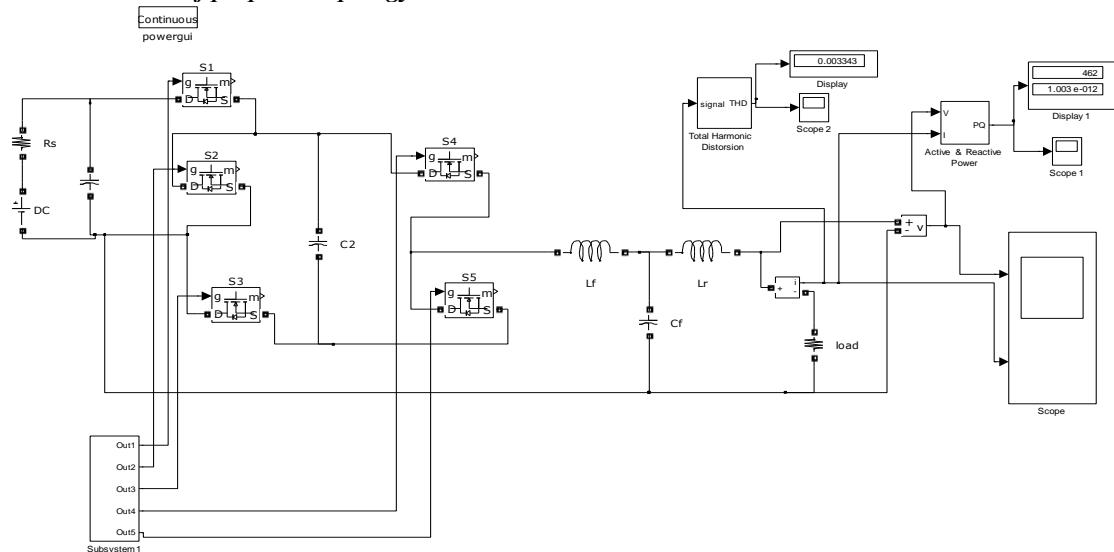 Continuous
powergui
S1
g
m
D
S
Rs
DC
S2
g
m
D
S
C2
S3
g
m
D
S
S4
g
m
D
S
S5
g
m
D
S
Lf
Lr
Cf
load
signal
THD
Total Harmonic
Distorsion
0.003343
Display
Scope 2
+
-
v
+
i
-
V
I
PQ
Active & Reactive
Power
462
1.003 e-012
Display 1
Scope 1
Scope
Out1
Out2
Out3
Out4
Out5
Subsystem1